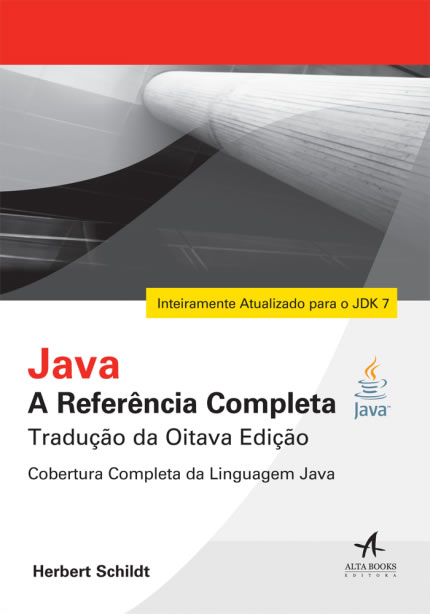 Inteiramente Atualizado para o JDK 7
Java
A Referência Completa
Java™
Tradução da Oitava Edição
Cobertura Completa da Linguagem Java
Herbert Schildt
ALTA BOOKS
EDITORA